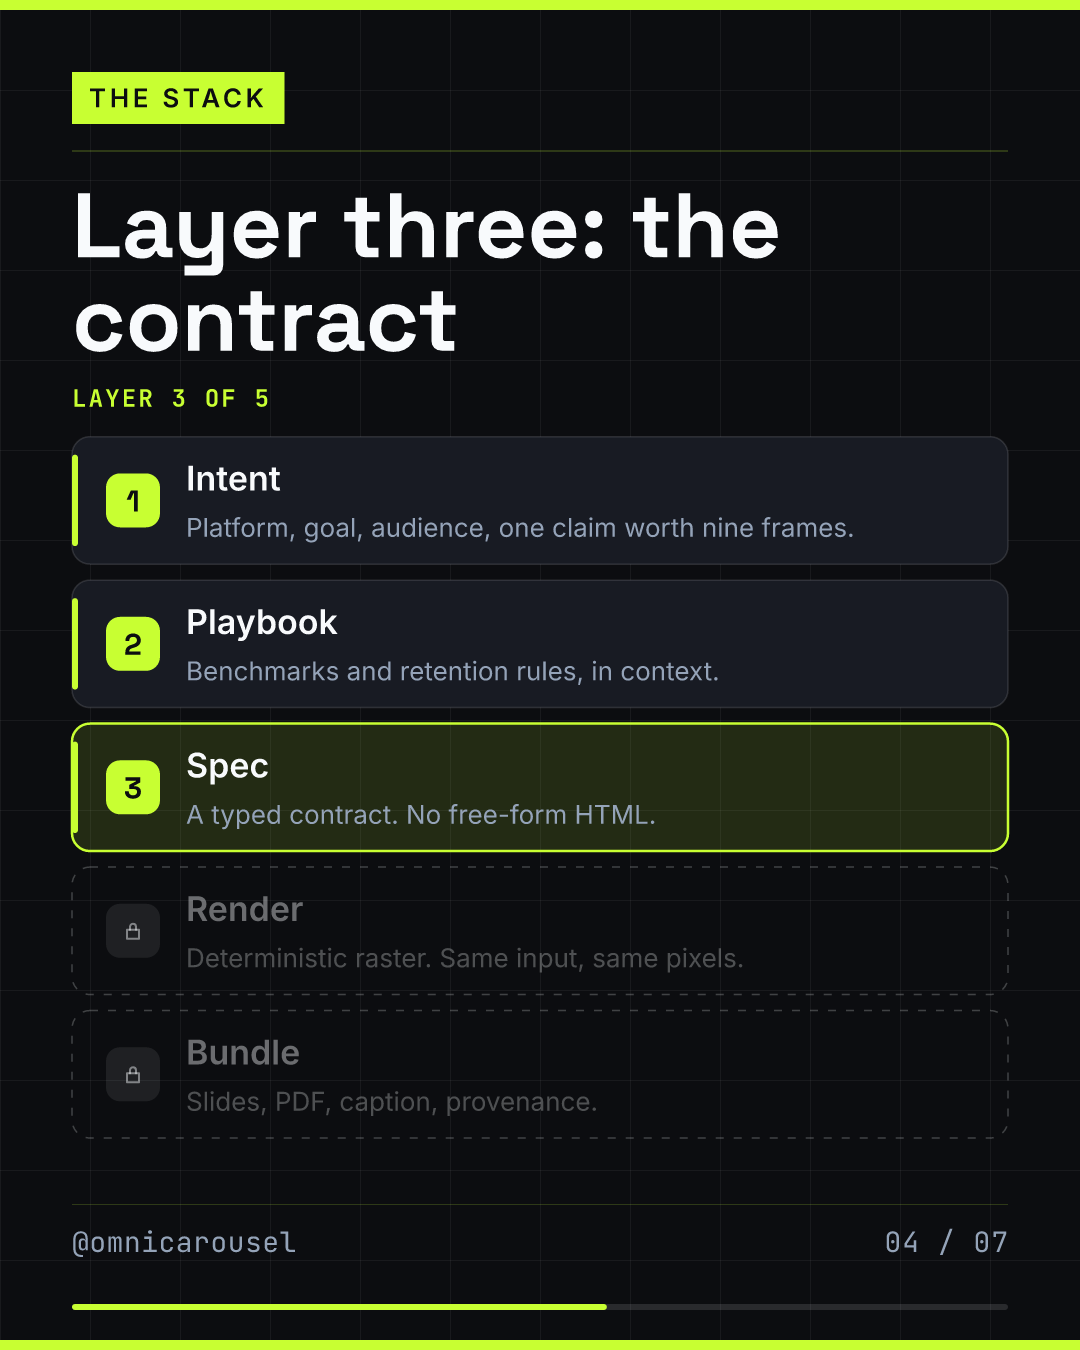 THE STACK
Layer three: the
contract
LAYER 3 OF 5
1
Intent
Platform, goal, audience, one claim worth nine frames.
2
Playbook
Benchmarks and retention rules, in context.
3
Spec
A typed contract. No free-form HTML.
Render
Deterministic raster. Same input, same pixels.
Bundle
Slides, PDF, caption, provenance.
@omnicarousel
04 / 07